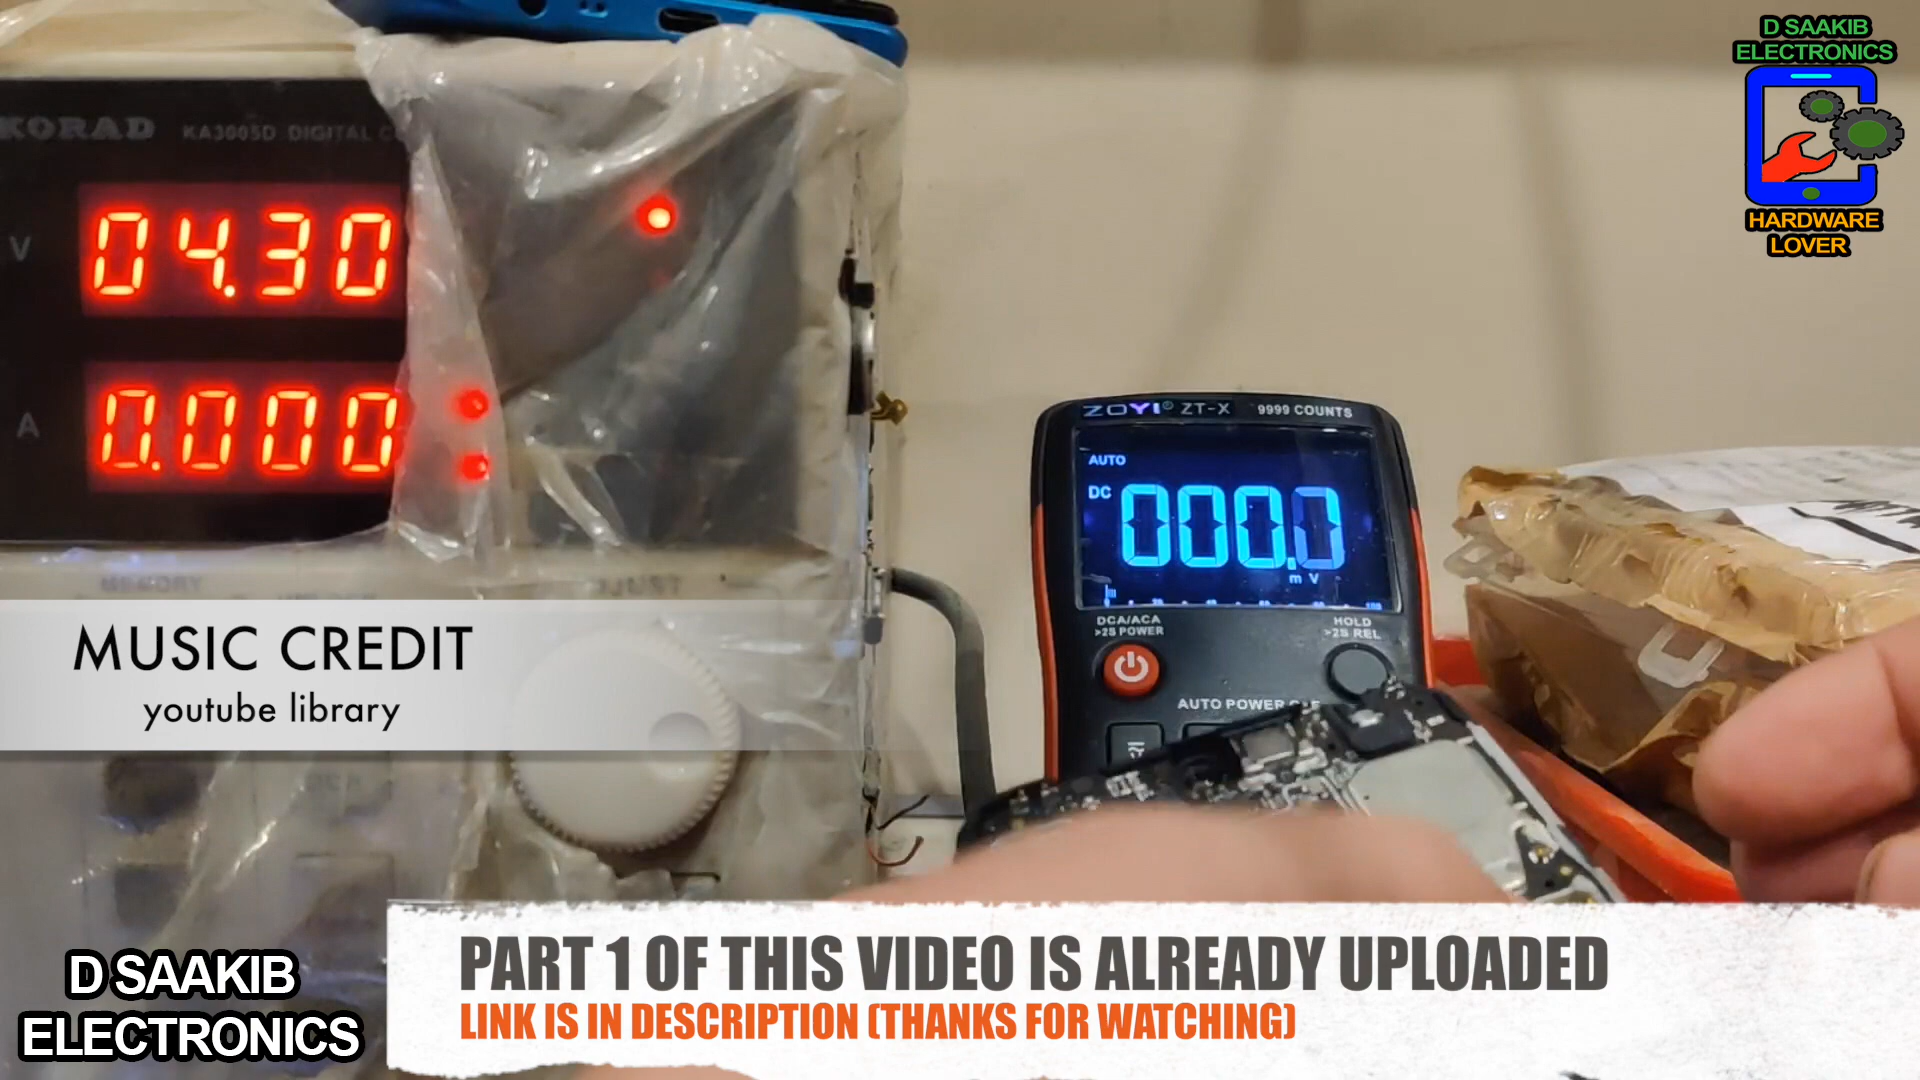 D SAAKIB
ELECTRONICS
HARDWARE
LOVER
KORAD KA3005D DIGITAL
V 04.30
A 0.000
ZOYI® ZT-X 9999 COUNTS
AUTO
DC 000.0
m V
DCA/ACA
>2S POWER
HOLD
>2S REL
AUTO POWER
MUSIC CREDIT
youtube library
PART 1 OF THIS VIDEO IS ALREADY UPLOADED
LINK IS IN DESCRIPTION (THANKS FOR WATCHING)
D SAAKIB
ELECTRONICS